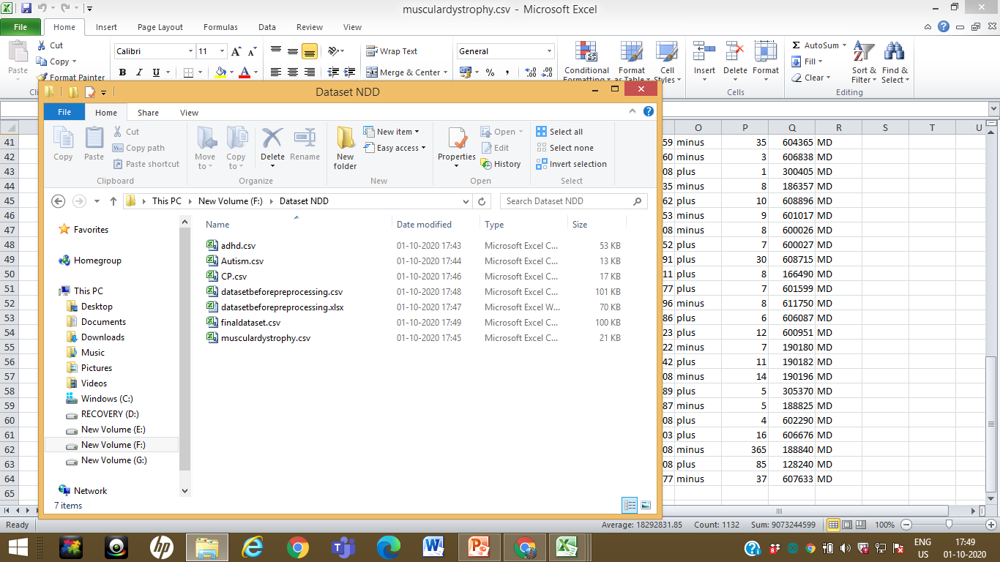 musculardystrophy.csv - Microsoft Excel
File Home Insert Page Layout Formulas Data Review View
Paste
Cut
Copy
Format Painter
Calibri 11
B I U
Wrap Text
Merge & Center
General
Conditional Formatting
Format as Table
Cell Styles
Insert Delete Format
Cells
AutoSum
Fill
Clear
Sort & Filter
Find & Select
Editing
Dataset NDD
File Home Share View
Copy
Paste
Cut
Copy path
Paste shortcut
Clipboard
Move to
Copy to
Delete
Rename
Organize
New folder
New item
Easy access
New
Properties
Open
Edit
History
Open
Select all
Select none
Invert selection
Select
This PC New Volume (F:) Dataset NDD
Search Dataset NDD
Favorites
Homegroup
This PC
Desktop
Documents
Downloads
Music
Pictures
Videos
Windows (C:)
RECOVERY (D:)
New Volume (E:)
New Volume (F:)
New Volume (G:)
Network
Name Date modified Type Size
adhd.csv 01-10-2020 17:43 Microsoft Excel C... 53 KB
Autism.csv 01-10-2020 17:44 Microsoft Excel C... 13 KB
CP.csv 01-10-2020 17:46 Microsoft Excel C... 17 KB
datasetbeforepreprocessing.csv 01-10-2020 17:48 Microsoft Excel C... 101 KB
datasetbeforepreprocessing.xlsx 01-10-2020 17:47 Microsoft Excel W... 70 KB
finaldataset.csv 01-10-2020 17:49 Microsoft Excel C... 100 KB
musculardystrophy.csv 01-10-2020 17:45 Microsoft Excel C... 21 KB
7 items
O P Q R S T U
41 59 minus 35 604365 MD
42 60 minus 3 606838 MD
43 08 plus 1 300405 MD
44 35 minus 8 186357 MD
45 62 plus 10 608896 MD
46 53 minus 9 601017 MD
47 08 minus 8 600026 MD
48 52 plus 7 600027 MD
49 91 plus 30 608715 MD
50 11 plus 8 166490 MD
51 77 plus 7 601599 MD
52 96 minus 8 611750 MD
53 86 plus 6 606087 MD
54 23 plus 12 600951 MD
55 22 minus 7 190180 MD
56 42 plus 11 190182 MD
57 08 minus 14 190196 MD
58 89 plus 5 305370 MD
59 87 minus 5 188825 MD
60 08 plus 4 602290 MD
61 03 plus 16 606676 MD
62 08 minus 365 188840 MD
63 08 plus 85 128240 MD
64 77 minus 37 607633 MD
65
Ready Average: 18292831.85 Count: 1132 Sum: 9073244599 100%
ENG
US
17:49
01-10-2020